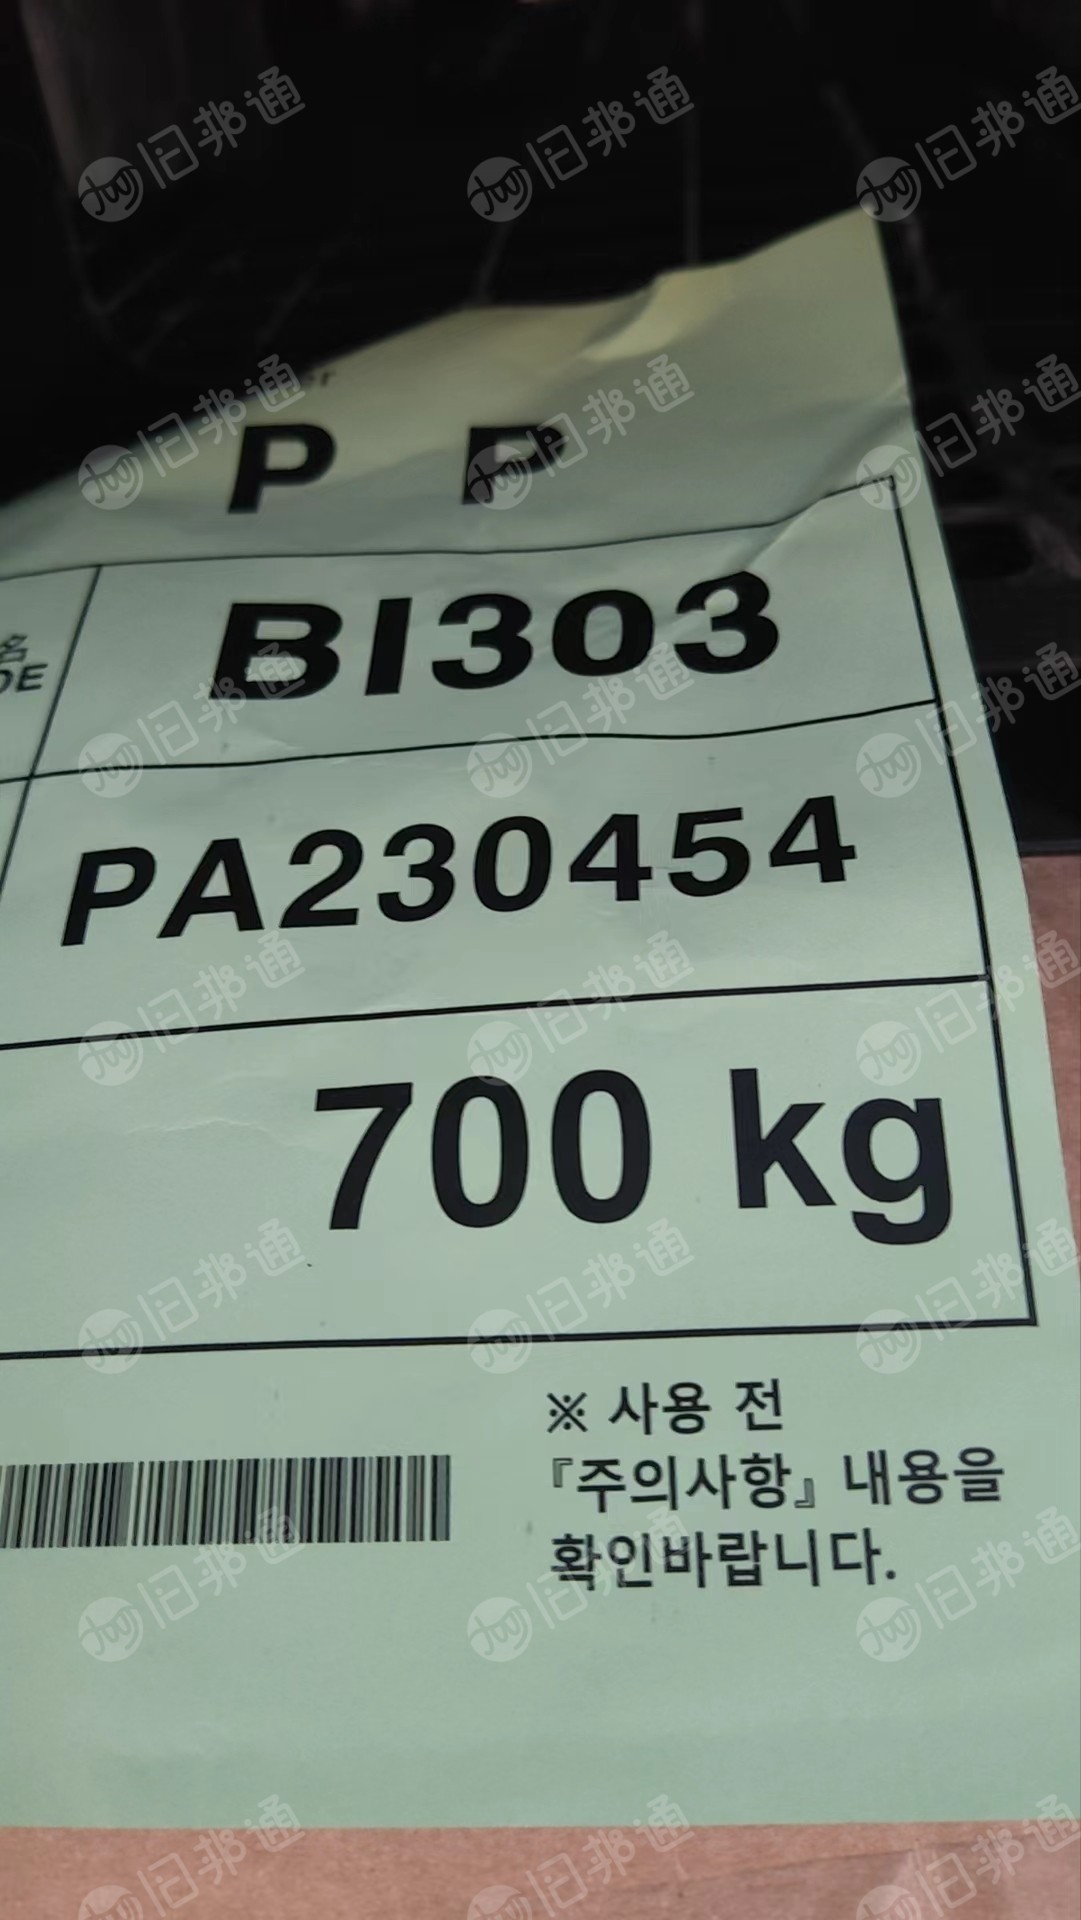 P P
名
DE
BI303
PA230454
700 kg
※ 사용 전
『주의사항』 내용을
확인바랍니다.
旧邦通